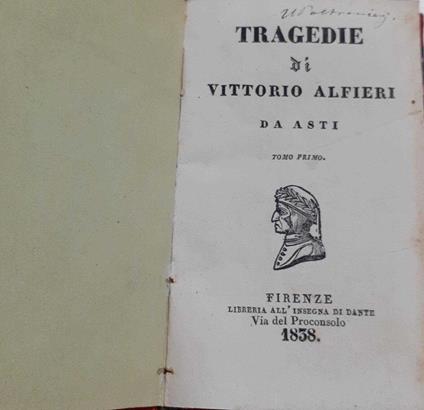 TRAGEDIE
di
VITTORIO ALFIERI
DA ASTI
TOMO PRIMO.
FIRENZE
LIBRERIA ALL' INSEGNA DI DANTE
Via del Proconsolo
1838.